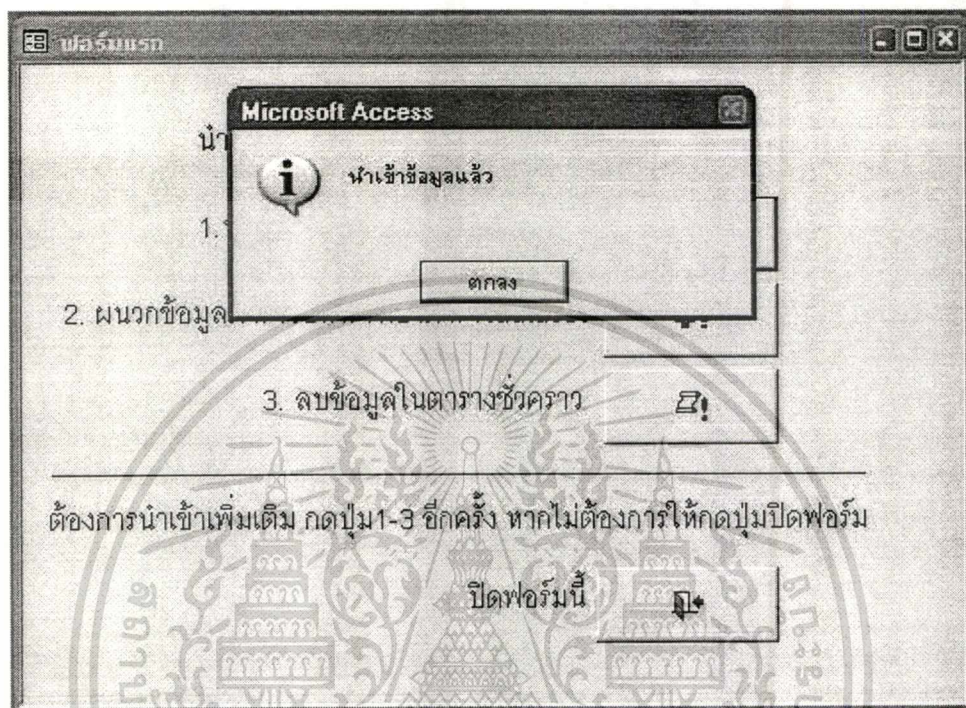 ฟอร์มแรก
Microsoft Access
นำ
นำเข้าข้อมูลแล้ว
1.
ตกลง
2. ผนวกข้อมูล
3. ลบข้อมูลในตารางชั่วคราว
ต้องการนำเข้าเพิ่มเติม กดปุ่ม1-3 อีกครั้ง หากไม่ต้องการให้กดปุ่มปิดฟอร์ม
ปิดฟอร์มนี้